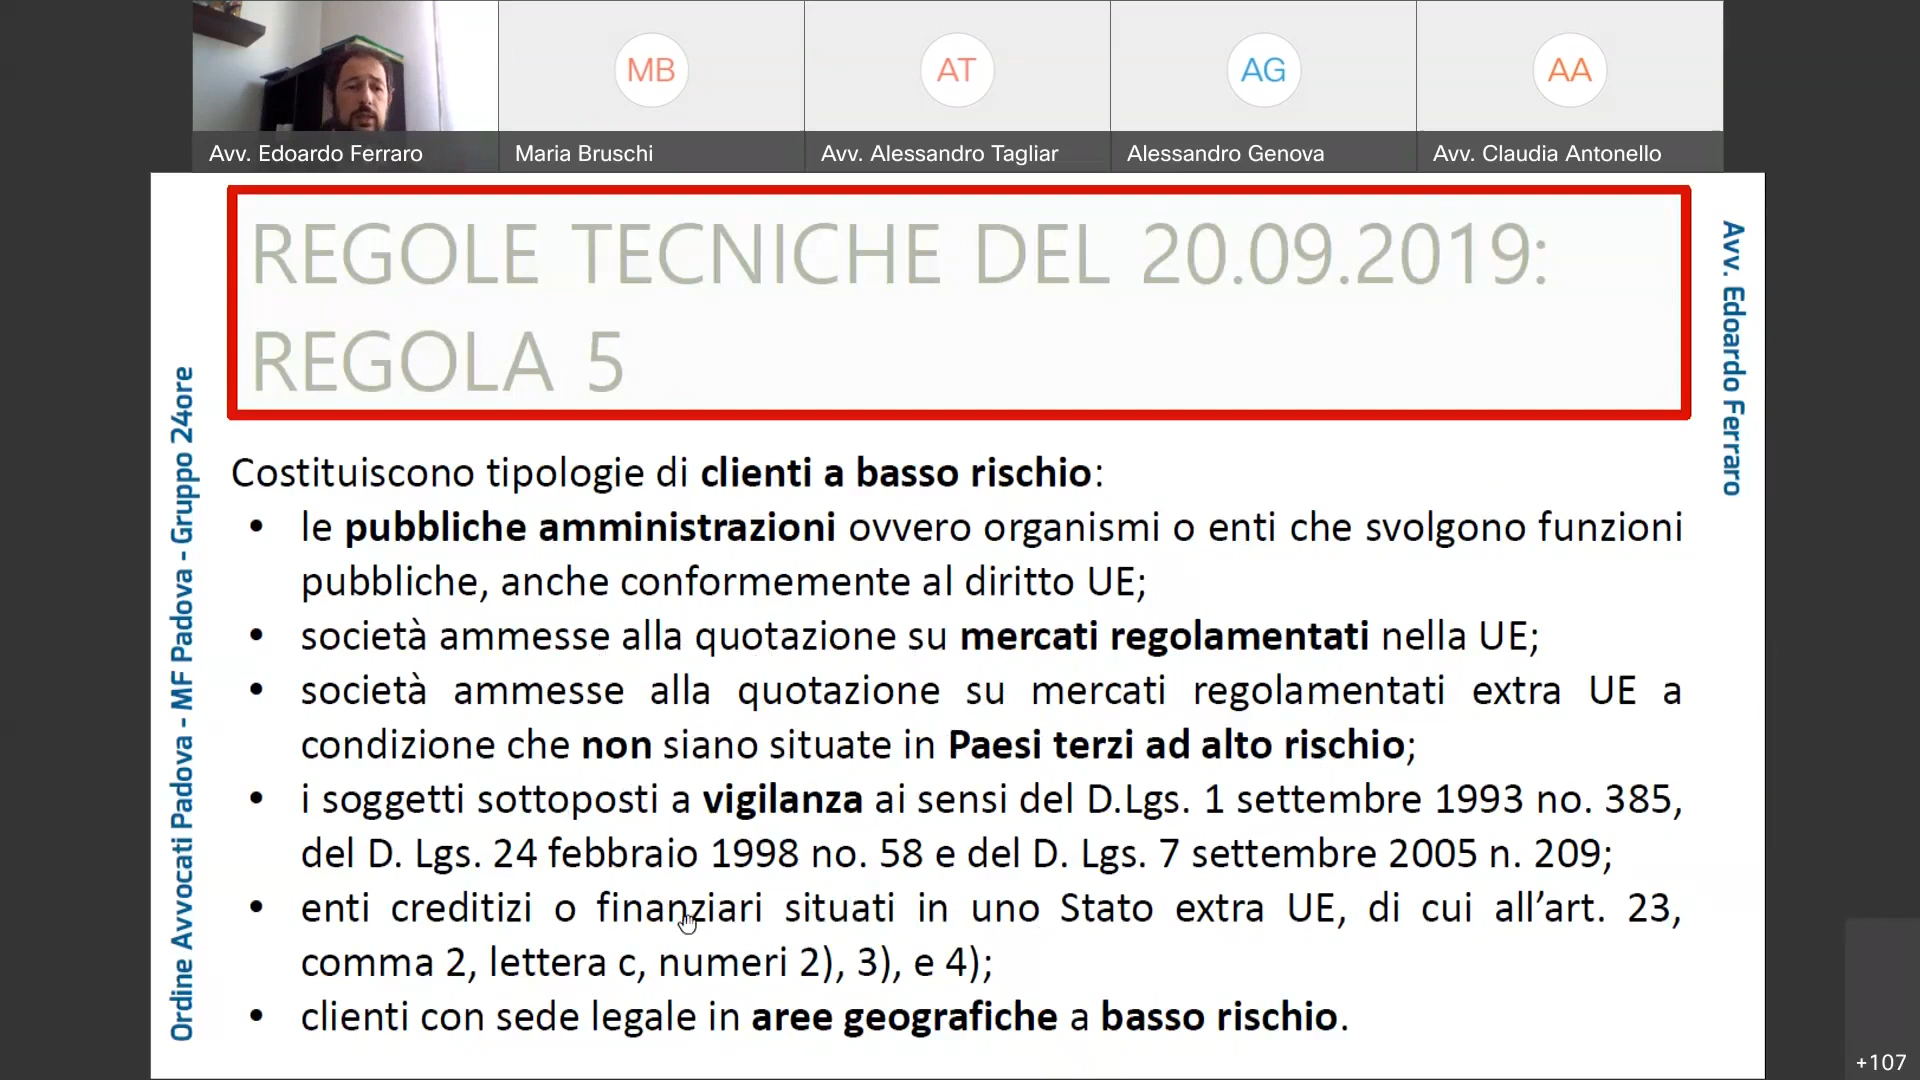 MB
AT
AG
AA
Avv. Edoardo Ferraro
Maria Bruschi
Avv. Alessandro Tagliar
Alessandro Genova
Avv. Claudia Antonello
REGOLE TECNICHE DEL 20.09.2019:
REGOLA 5
Avv. Edoardo Ferraro
Ordine Avvocati Padova - MF Padova - Gruppo 24ore
Costituiscono tipologie di clienti a basso rischio:
• le pubbliche amministrazioni ovvero organismi o enti che svolgono funzioni
pubbliche, anche conformemente al diritto UE;
• società ammesse alla quotazione su mercati regolamentati nella UE;
• società ammesse alla quotazione su mercati regolamentati extra UE a
condizione che non siano situate in Paesi terzi ad alto rischio;
• i soggetti sottoposti a vigilanza ai sensi del D.Lgs. 1 settembre 1993 no. 385,
del D. Lgs. 24 febbraio 1998 no. 58 e del D. Lgs. 7 settembre 2005 n. 209;
• enti creditizi o finanziari situati in uno Stato extra UE, di cui all’art. 23,
comma 2, lettera c, numeri 2), 3), e 4);
• clienti con sede legale in aree geografiche a basso rischio.
+107